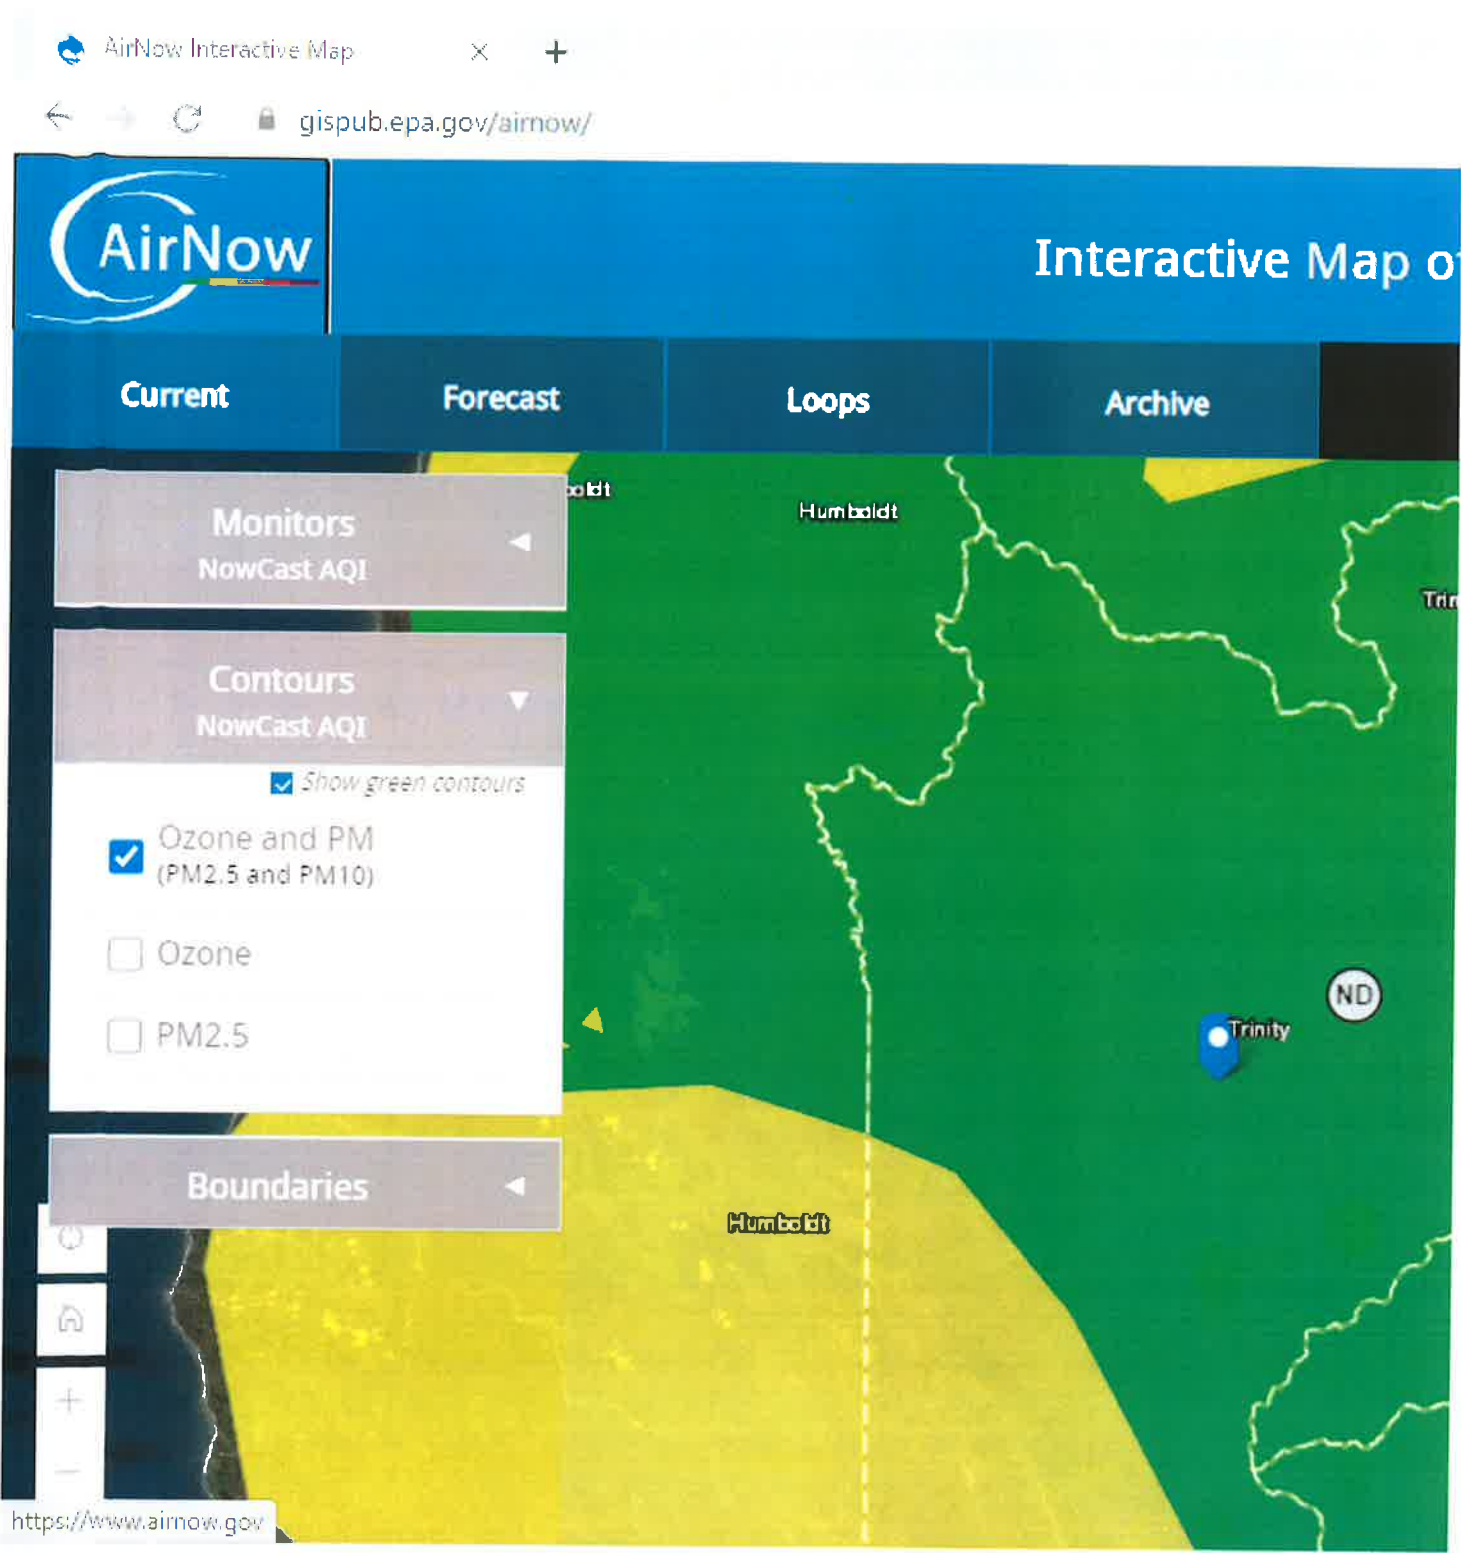 AirNow Interactive Map
gispub.epa.gov/airnow/
AirNow
Interactive Map o
Current
Forecast
Loops
Archive
Monitors
NowCast AQI
Contours
NowCast AQI
Show green contours
Ozone and PM
(PM2.5 and PM10)
Ozone
PM2.5
Boundaries
boldt
Humboldt
Trin
ND
Trinity
Humboldt
https://www.airnow.gov